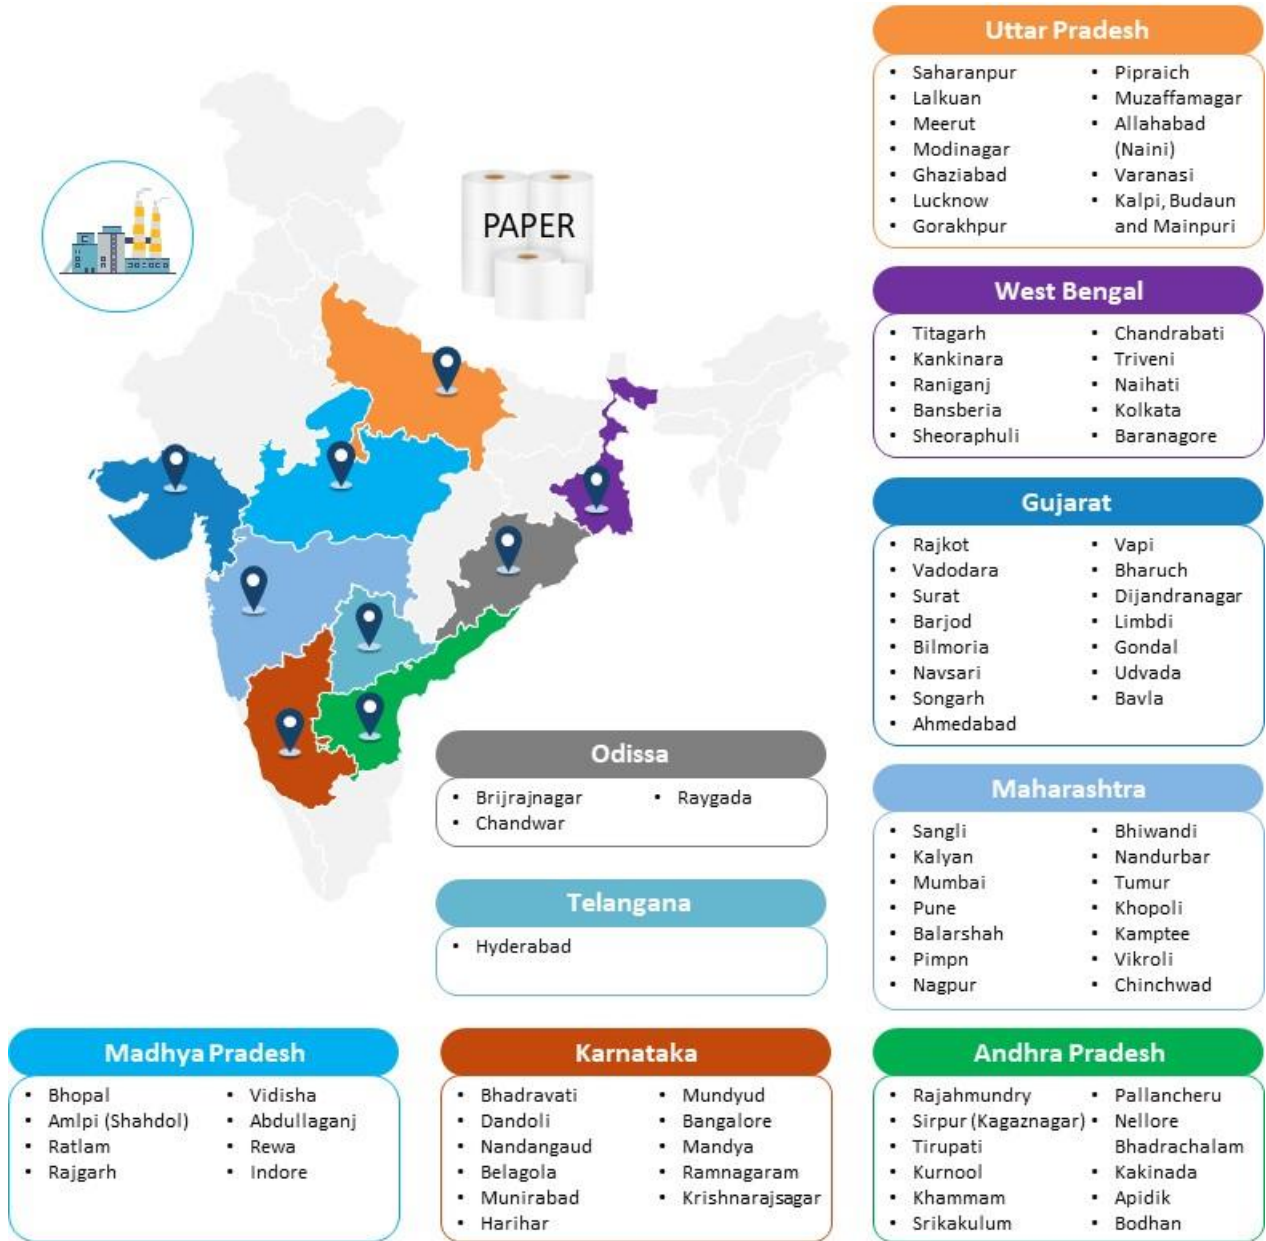 PAPER
Uttar Pradesh
• Saharanpur
• Lalkuan
• Meerut
• Modinagar
• Ghaziabad
• Lucknow
• Gorakhpur
• Pipraich
• Muzaffamagar
• Allahabad
(Naini)
• Varanasi
• Kalpi, Budaun
and Mainpuri
West Bengal
• Titagarh
• Kankinara
• Raniganj
• Bansberia
• Sheoraphuli
• Chandrabati
• Triveni
• Naihati
• Kolkata
• Baranagore
Gujarat
• Rajkot
• Vadodara
• Surat
• Barjod
• Bilmoria
• Navsari
• Songarh
• Ahmedabad
• Vapi
• Bharuch
• Dijandranagar
• Limbdi
• Gondal
• Udvada
• Bavla
Odissa
• Brijrajnagar
• Chandwar
• Raygada
Maharashtra
• Sangli
• Kalyan
• Mumbai
• Pune
• Balarshah
• Pimpn
• Nagpur
• Bhiwandi
• Nandurbar
• Tumur
• Khopoli
• Kamptee
• Vikroli
• Chinchwad
Telangana
• Hyderabad
Madhya Pradesh
• Bhopal
• Amlpi (Shahdol)
• Ratlam
• Rajgarh
• Vidisha
• Abdullaganj
• Rewa
• Indore
Karnataka
• Bhadravati
• Dandoli
• Nandangaud
• Belagola
• Munirabad
• Harihar
• Mundyud
• Bangalore
• Mandya
• Ramnagaram
• Krishnarajsagar
Andhra Pradesh
• Rajahmundry
• Sirpur (Kagaznagar)
• Tirupati
• Kurnool
• Khammam
• Srikakulum
• Pallancheru
• Nellore
Bhadrachalam
• Kakinada
• Apidik
• Bodhan